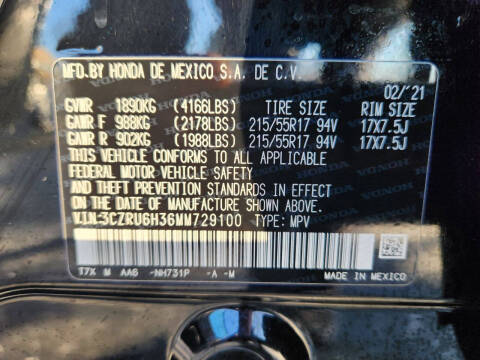 MFD.BY HONDA DE MEXICO S.A. DE C.V.
02/'21
GVWR 1890KG (4166LBS) TIRE SIZE RIM SIZE
GAWR F 988KG (2178LBS) 215/55R17 94V 17X7.5J
GAWR R 902KG (1988LBS) 215/55R17 94V 17X7.5J
THIS VEHICLE CONFORMS TO ALL APPLICABLE
FEDERAL MOTOR VEHICLE SAFETY
AND THEFT PREVENTION STANDARDS IN EFFECT
ON THE DATE OF MANUFACTURE SHOWN ABOVE.
V.I.N.:3CZRU6H36MM729100 TYPE: MPV
T7X M AAG -NH731P -A -M MADE IN MEXICO